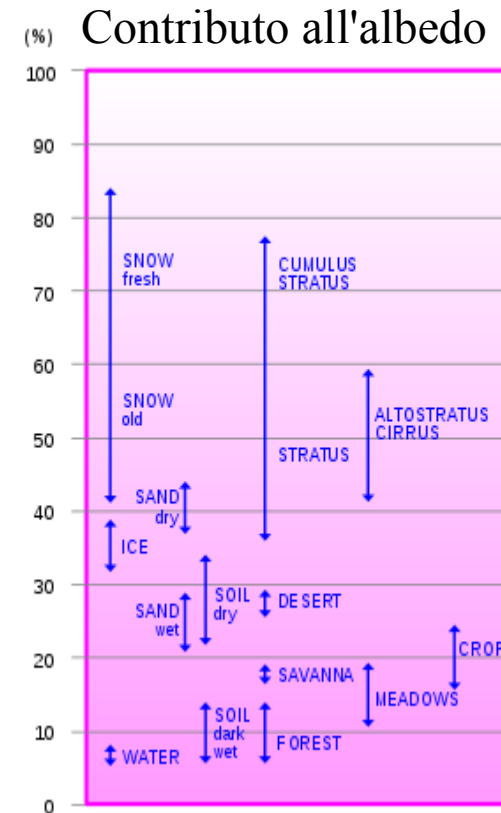 (%) Contributo all'albedo
100
90
80
70
60
50
40
30
20
10
0
SNOW
fresh
SNOW
old
ICE
WATER
SAND
dry
SAND
wet
SOIL
dry
SOIL
dark
wet
CUMULUS
STRATUS
STRATUS
DESERT
SAVANNA
FOREST
ALTOSTRATUS
CIRRUS
MEADOWS